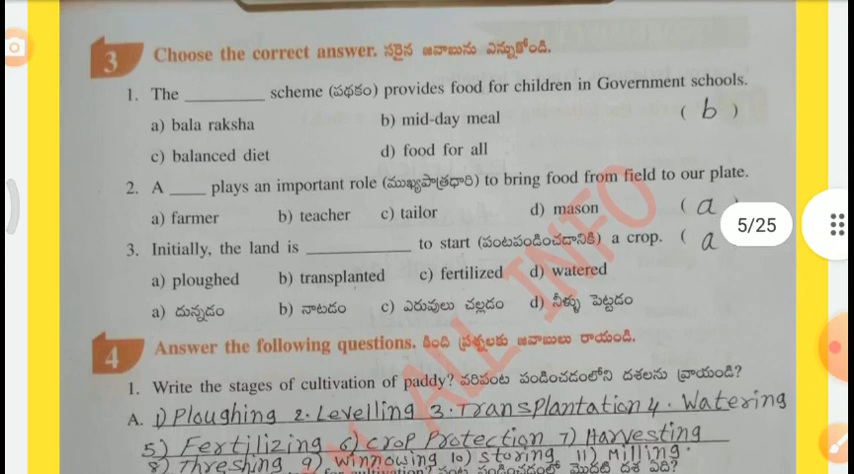 3 Choose the correct answer. సరైన జవాబును ఎన్నుకోండి.
1. The ________ scheme (పథకం) provides food for children in Government schools.
a) bala raksha b) mid-day meal ( b )
c) balanced diet d) food for all
2. A ____ plays an important role (ముఖ్యపాత్రధారి) to bring food from field to our plate.
a) farmer b) teacher c) tailor d) mason ( a )
5/25
3. Initially, the land is __________ to start (పంటపండించడానికి) a crop. ( a
a) ploughed b) transplanted c) fertilized d) watered
a) దున్నడం b) నాటడం c) ఎరువులు చల్లడం d) నీళ్ళు పెట్టడం
4 Answer the following questions. కింది ప్రశ్నలకు జవాబులు రాయండి.
1. Write the stages of cultivation of paddy? వరిపంట పండించడంలోని దశలను వ్రాయండి?
A. 1) Ploughing 2. Levelling 3. Transplantation 4. Watering
5) Fertilizing 6) crop Protection 7) Harvesting
8) Threshing 9) winnowing 10) storing 11) Milling.
ALL INFO